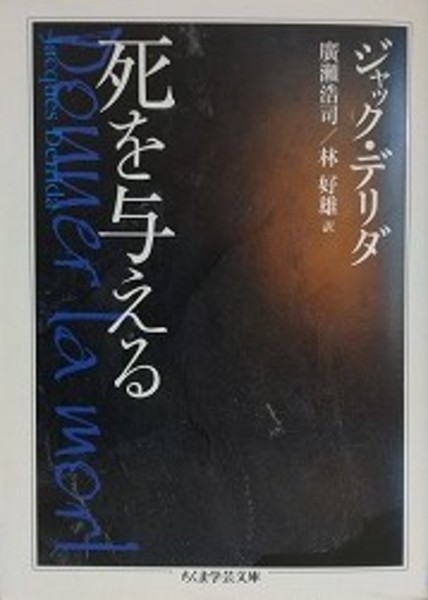 ジャック・デリダ
廣瀬浩司／林 好雄 訳
死を与える
Donner la mort
Jacques Derrida
ちくま学芸文庫